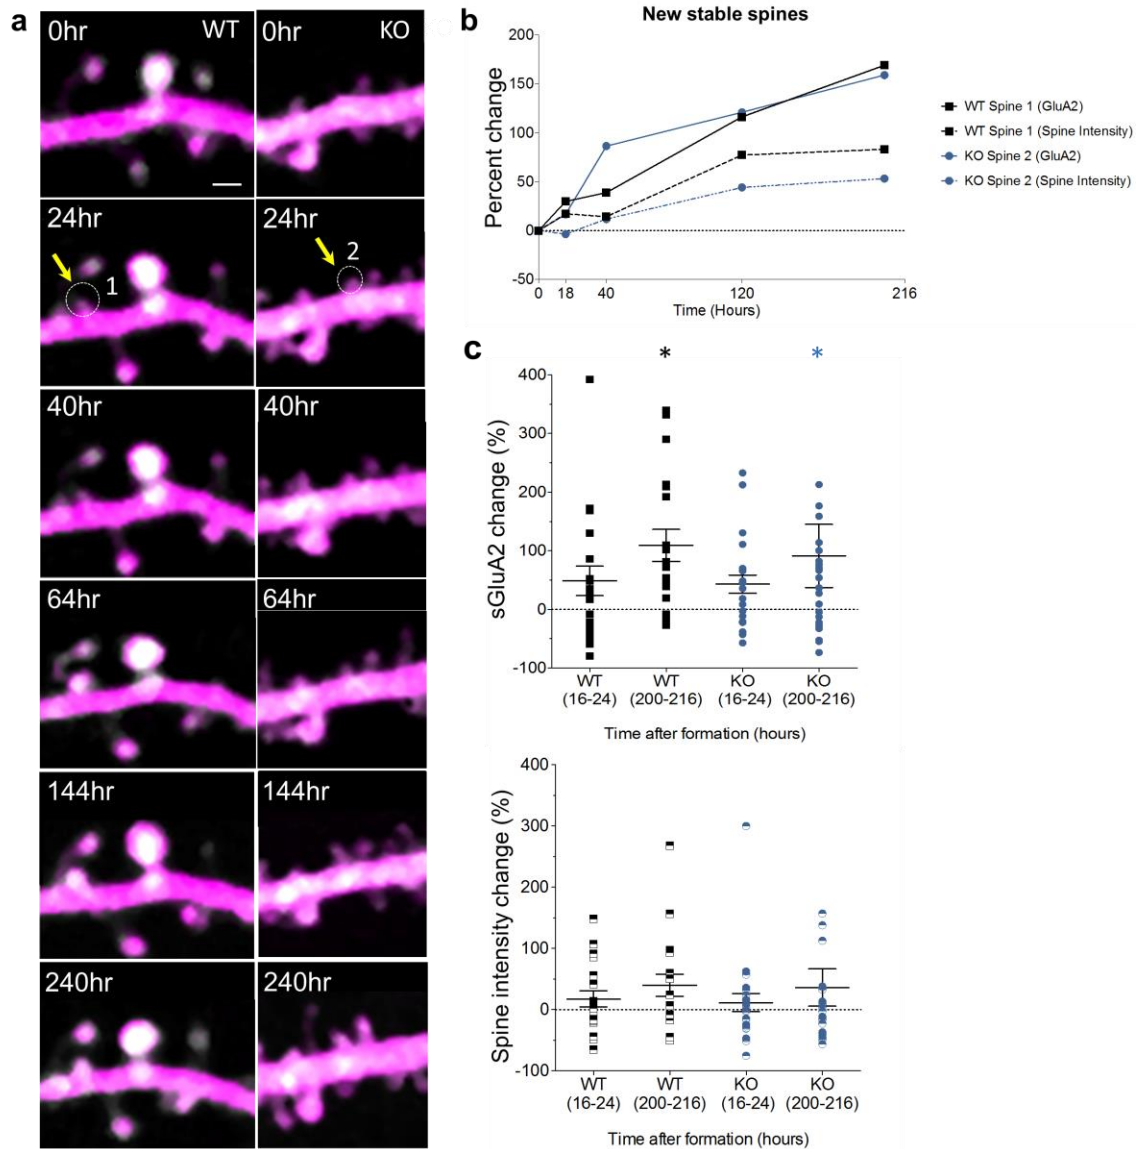 a
0hr WT
0hr KO
24hr
1
24hr
2
40hr
40hr
64hr
64hr
144hr
144hr
240hr
240hr
b
New stable spines
Percent change
200
150
100
50
0
-50
0 18 40 120 216
Time (Hours)
WT Spine 1 (GluA2)
WT Spine 1 (Spine Intensity)
KO Spine 2 (GluA2)
KO Spine 2 (Spine Intensity)
c
* *
sGluA2 change (%)
400
300
200
100
0
-100
WT WT KO KO
(16-24) (200-216) (16-24) (200-216)
Time after formation (hours)
Spine intensity change (%)
400
300
200
100
0
-100
WT WT KO KO
(16-24) (200-216) (16-24) (200-216)
Time after formation (hours)